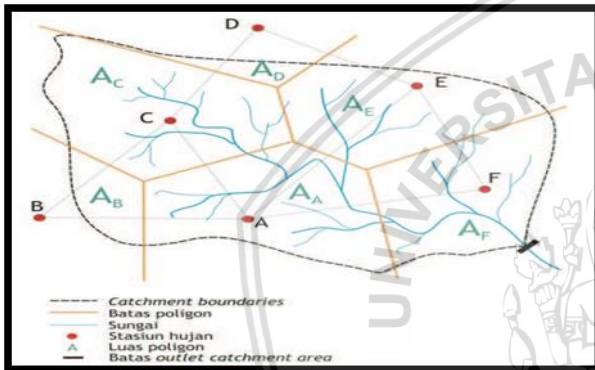 D
A_C
A_D
E
A_E
C
F
A_B
A_A
B
A
A_F
Catchment boundaries
Batas poligon
Sungai
Stasiun hujan
A Luas poligon
Batas outlet catchment area
UNIVERSITA